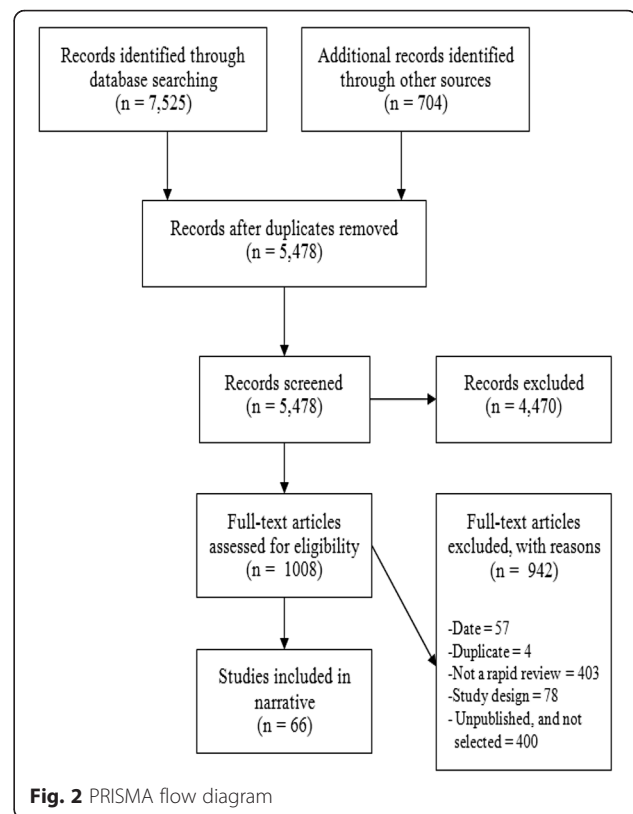 Records identified through
database searching
(n = 7,525)
Additional records identified
through other sources
(n = 704)
Records after duplicates removed
(n = 5,478)
Records screened
(n = 5,478)
Records excluded
(n = 4,470)
Full-text articles
assessed for eligibility
(n = 1008)
Full-text articles
excluded, with reasons
(n = 942)
-Date = 57
-Duplicate = 4
-Not a rapid review = 403
-Study design = 78
- Unpublished, and not
selected = 400
Studies included in
narrative
(n = 66)
Fig. 2 PRISMA flow diagram